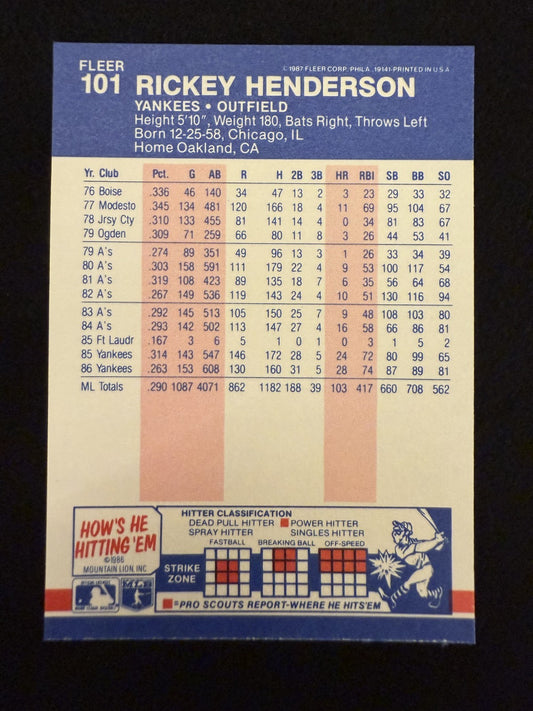 FLEER
101 RICKEY HENDERSON
© 1987 FLEER CORP. PHILA., 19141-PRINTED IN U S A
YANKEES • OUTFIELD
Height 5'10", Weight 180, Bats Right, Throws Left
Born 12-25-58, Chicago, IL
Home Oakland, CA
Yr. Club Pct. G AB R H 2B 3B HR RBI SB BB SO
76 Boise .336 46 140 34 47 13 2 3 23 29 33 32
77 Modesto .345 134 481 120 166 18 4 11 69 95 104 67
78 Jrsy Cty .310 133 455 81 141 14 4 0 34 81 83 67
79 Ogden .309 71 259 66 80 11 8 3 26 44 53 41
79 A's .274 89 351 49 96 13 3 1 26 33 34 39
80 A's .303 158 591 111 179 22 4 9 53 100 117 54
81 A's .319 108 423 89 135 18 7 6 35 56 64 68
82 A's .267 149 536 119 143 24 4 10 51 130 116 94
83 A's .292 145 513 105 150 25 7 9 48 108 103 80
84 A's .293 142 502 113 147 27 4 16 58 66 86 81
85 Ft Laudr .167 3 6 5 1 0 1 0 3 1 5 2
85 Yankees .314 143 547 146 172 28 5 24 72 80 99 65
86 Yankees .263 153 608 130 160 31 5 28 74 87 89 81
ML Totals .290 1087 4071 862 1182 188 39 103 417 660 708 562
HOW'S HE
HITTING 'EM
©1986
MOUNTAIN LION, INC
HITTER CLASSIFICATION
DEAD PULL HITTER POWER HITTER
SPRAY HITTER SINGLES HITTER
FASTBALL BREAKING BALL OFF-SPEED
STRIKE
ZONE
=PRO SCOUTS REPORT-WHERE HE HITS'EM